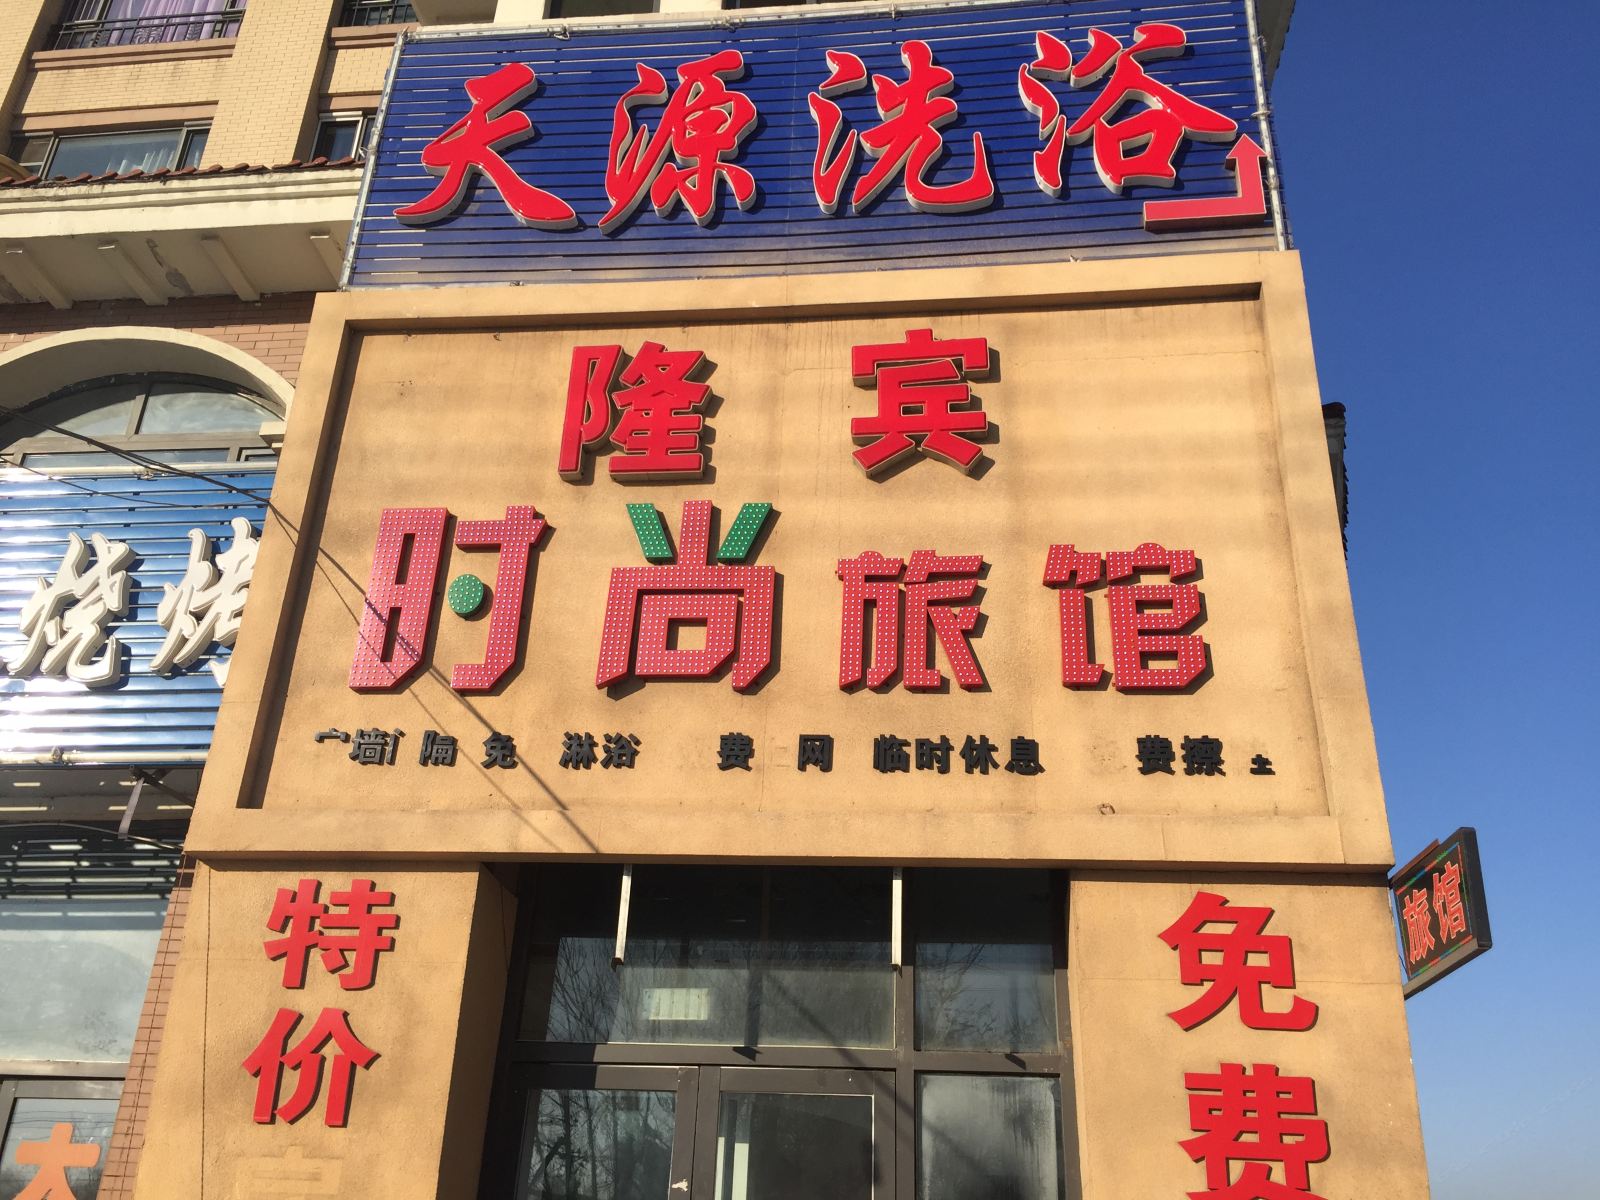 天源洗浴
隆宾
时尚旅馆
墙 隔 免 淋浴 费 网 临时休息 费擦 土
烧烤
特价
免费
旅馆